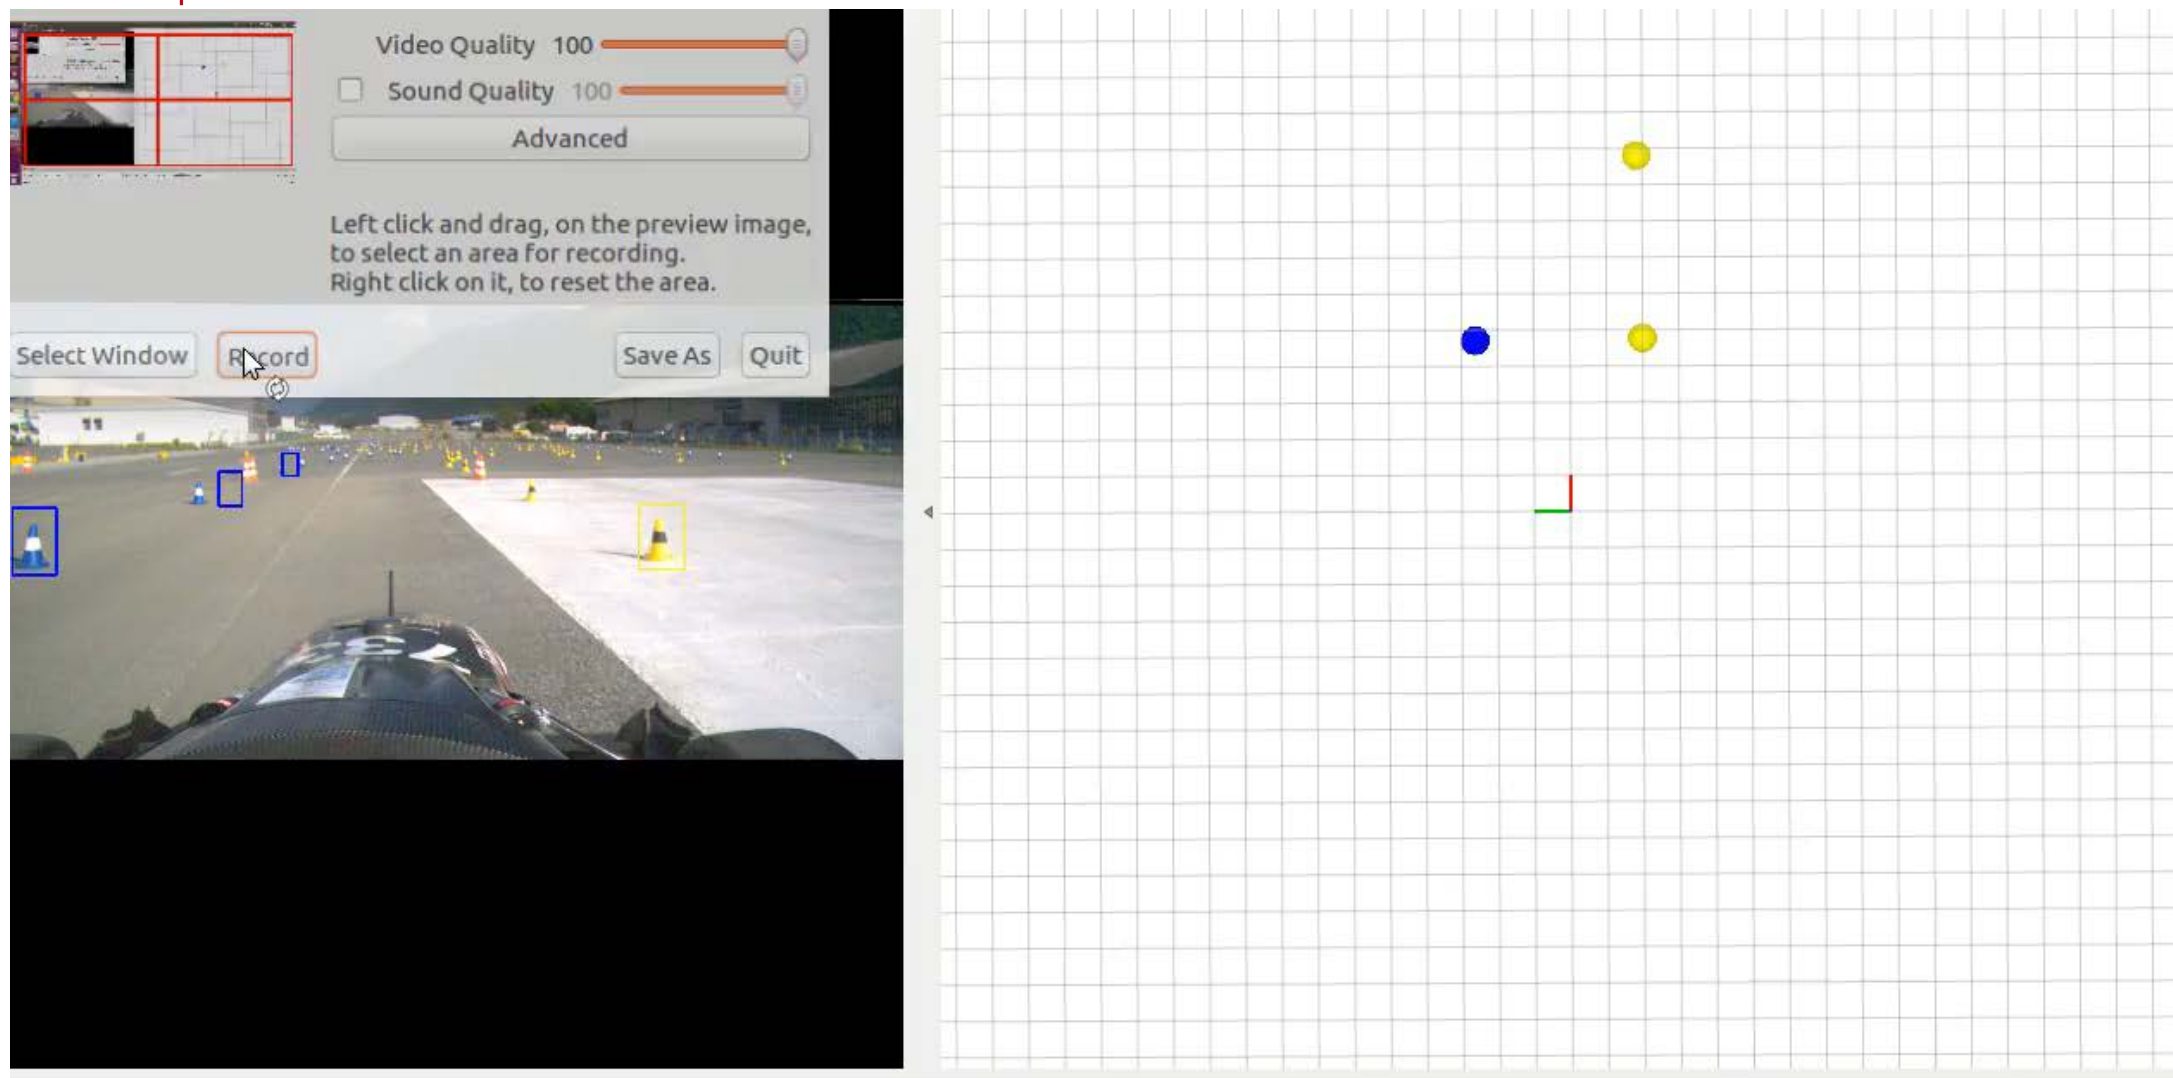 Video Quality 100
Sound Quality 100
Advanced
Left click and drag, on the preview image,
to select an area for recording.
Right click on it, to reset the area.
Select Window
Record
Save As
Quit